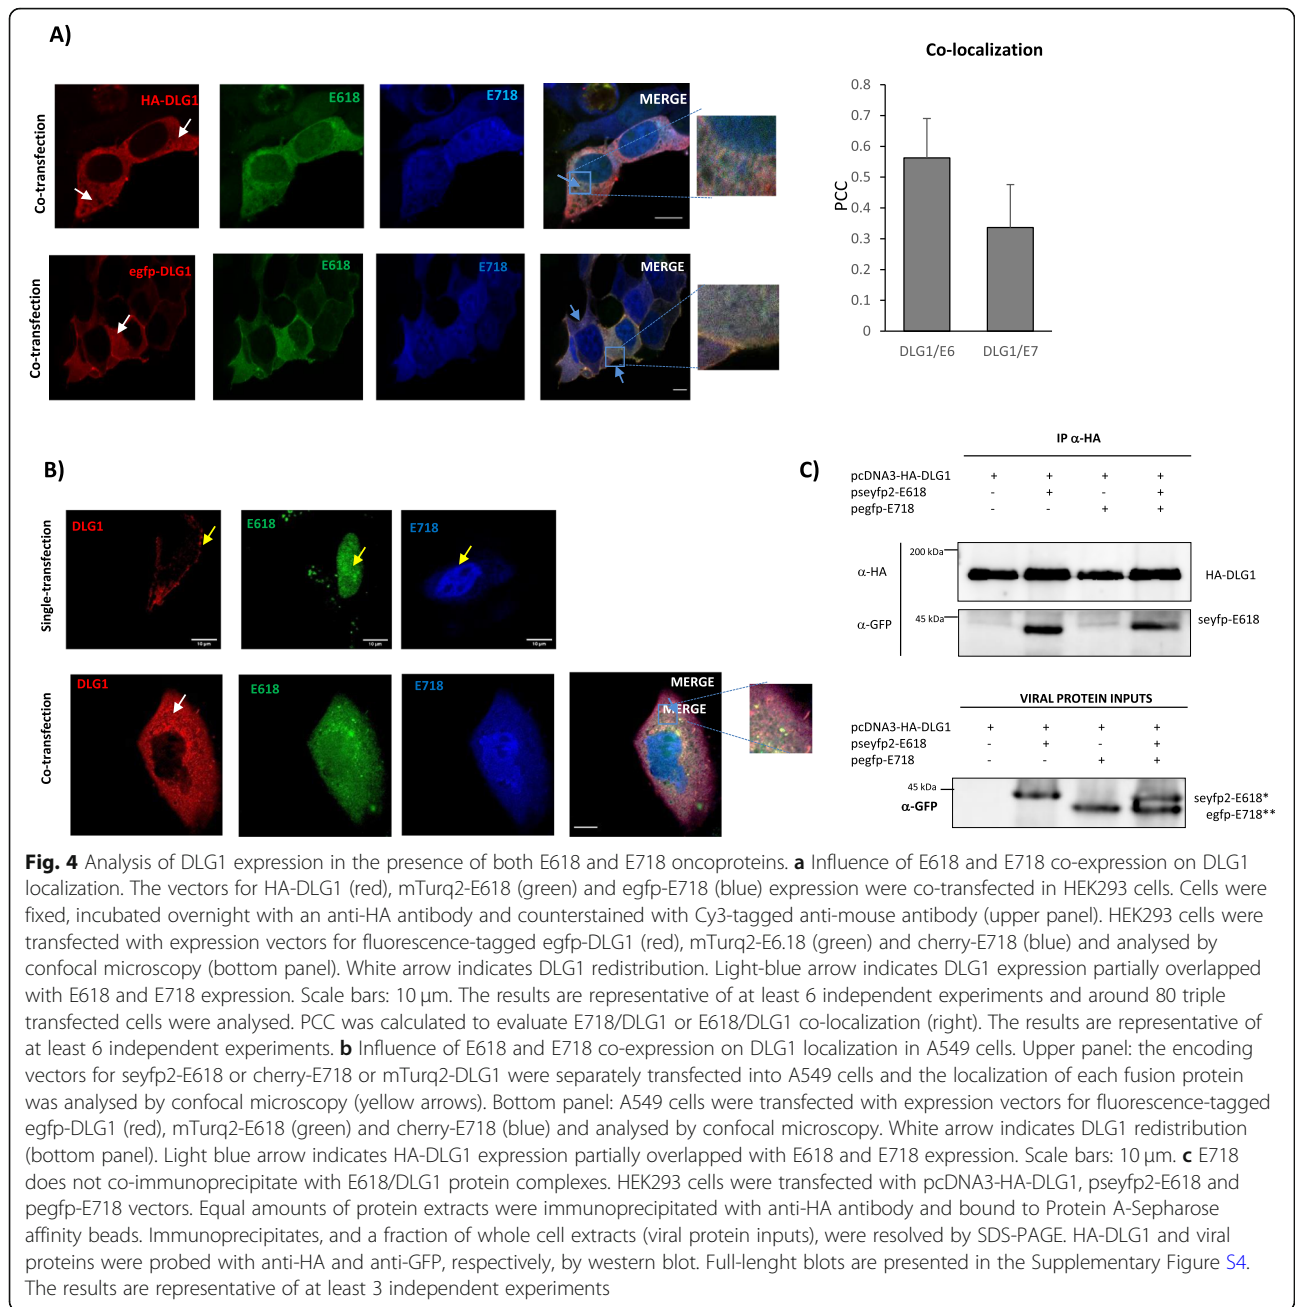 A)
Co-transfection
HA-DLG1
E618
E718
MERGE
Co-transfection
egfp-DLG1
E618
E718
MERGE
Co-localization
PCC
0.8
0.7
0.6
0.5
0.4
0.3
0.2
0.1
0
DLG1/E6
DLG1/E7
B)
Single-transfection
DLG1
10 µm
E618
10 µm
E718
10 µm
Co-transfection
DLG1
E618
E718
MERGE
MERGE
C)
IP α-HA
pcDNA3-HA-DLG1 + + + +
pseyfp2-E618 - + - +
pegfp-E718 - - + +
200 kDa
α-HA
HA-DLG1
45 kDa
α-GFP
seyfp-E618
VIRAL PROTEIN INPUTS
pcDNA3-HA-DLG1 + + + +
pseyfp2-E618 - + - +
pegfp-E718 - - + +
45 kDa
α-GFP
seyfp2-E618*
egfp-E718**
Fig. 4 Analysis of DLG1 expression in the presence of both E618 and E718 oncoproteins. a Influence of E618 and E718 co-expression on DLG1
localization. The vectors for HA-DLG1 (red), mTurq2-E618 (green) and egfp-E718 (blue) expression were co-transfected in HEK293 cells. Cells were
fixed, incubated overnight with an anti-HA antibody and counterstained with Cy3-tagged anti-mouse antibody (upper panel). HEK293 cells were
transfected with expression vectors for fluorescence-tagged egfp-DLG1 (red), mTurq2-E6.18 (green) and cherry-E718 (blue) and analysed by
confocal microscopy (bottom panel). White arrow indicates DLG1 redistribution. Light-blue arrow indicates DLG1 expression partially overlapped
with E618 and E718 expression. Scale bars: 10 µm. The results are representative of at least 6 independent experiments and around 80 triple
transfected cells were analysed. PCC was calculated to evaluate E718/DLG1 or E618/DLG1 co-localization (right). The results are representative of
at least 6 independent experiments. b Influence of E618 and E718 co-expression on DLG1 localization in A549 cells. Upper panel: the encoding
vectors for seyfp2-E618 or cherry-E718 or mTurq2-DLG1 were separately transfected into A549 cells and the localization of each fusion protein
was analysed by confocal microscopy (yellow arrows). Bottom panel: A549 cells were transfected with expression vectors for fluorescence-tagged
egfp-DLG1 (red), mTurq2-E618 (green) and cherry-E718 (blue) and analysed by confocal microscopy. White arrow indicates DLG1 redistribution
(bottom panel). Light blue arrow indicates HA-DLG1 expression partially overlapped with E618 and E718 expression. Scale bars: 10 µm. c E718
does not co-immunoprecipitate with E618/DLG1 protein complexes. HEK293 cells were transfected with pcDNA3-HA-DLG1, pseyfp2-E618 and
pegfp-E718 vectors. Equal amounts of protein extracts were immunoprecipitated with anti-HA antibody and bound to Protein A-Sepharose
affinity beads. Immunoprecipitates, and a fraction of whole cell extracts (viral protein inputs), were resolved by SDS-PAGE. HA-DLG1 and viral
proteins were probed with anti-HA and anti-GFP, respectively, by western blot. Full-lenght blots are presented in the Supplementary Figure S4.
The results are representative of at least 3 independent experiments